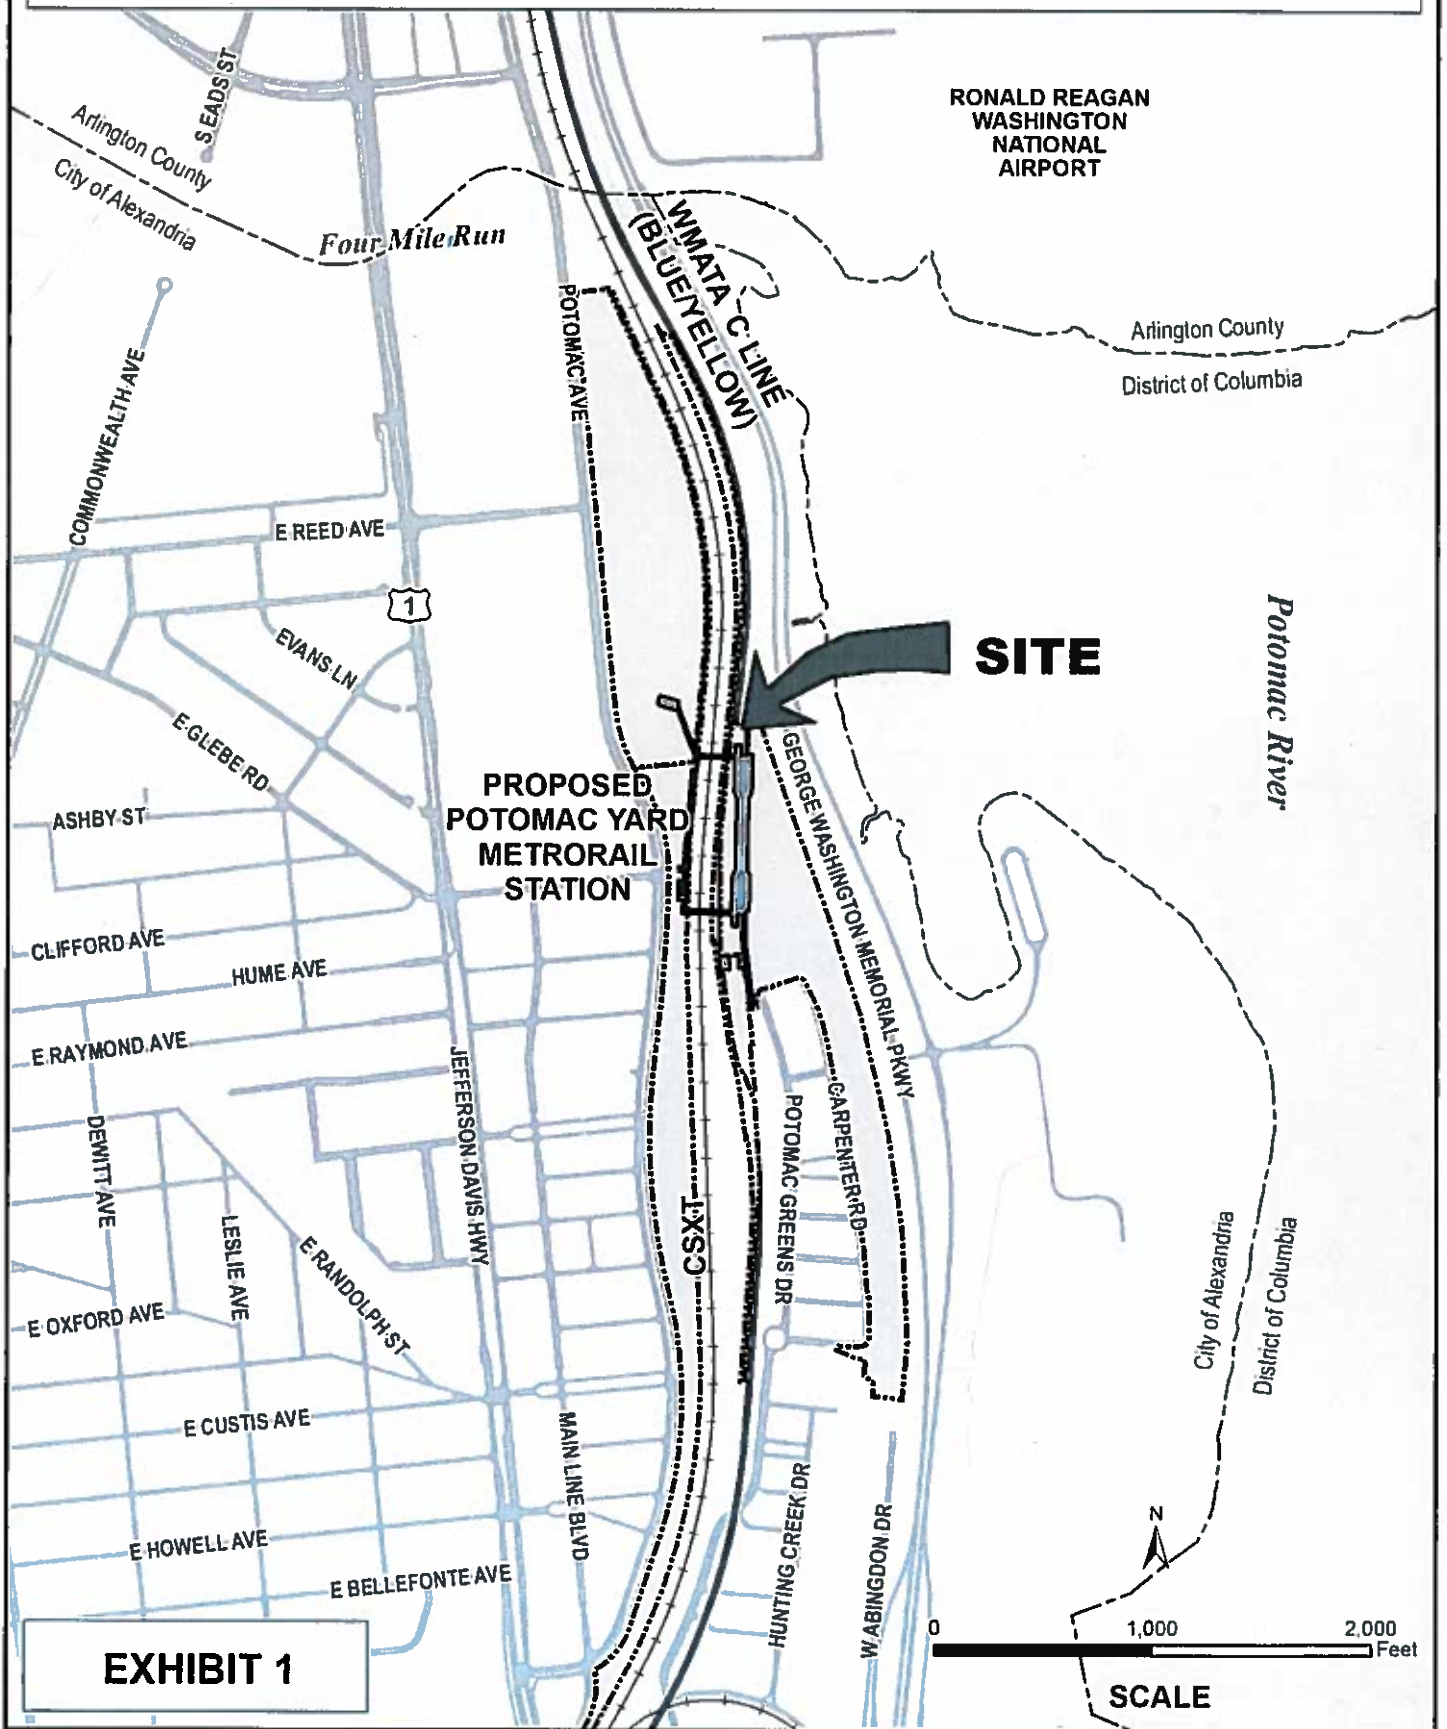 S EADS ST
RONALD REAGAN
WASHINGTON
NATIONAL
AIRPORT
Arlington County
City of Alexandria
Four Mile Run
WMATA C LINE
(BLUE/YELLOW)
POTOMAC AVE
Arlington County
District of Columbia
COMMONWEALTH AVE
E REED AVE
1
EVANS LN
SITE
Potomac River
E GLEBE RD
GEORGE WASHINGTON MEMORIAL PKWY
PROPOSED
POTOMAC YARD
METRORAIL
STATION
ASHBY ST
CLIFFORD AVE
HUME AVE
E RAYMOND AVE
JEFFERSON DAVIS HWY
DEWITT AVE
POTOMAC GREENS DR
CARPENTER RD
CSXT
LESLIE AVE
E RANDOLPH ST
E OXFORD AVE
City of Alexandria
District of Columbia
E CUSTIS AVE
MAIN LINE BLVD
HUNTING CREEK DR
W ABINGDON DR
N
E HOWELL AVE
E BELLEFONTE AVE
0 1,000 2,000
Feet
SCALE
EXHIBIT 1